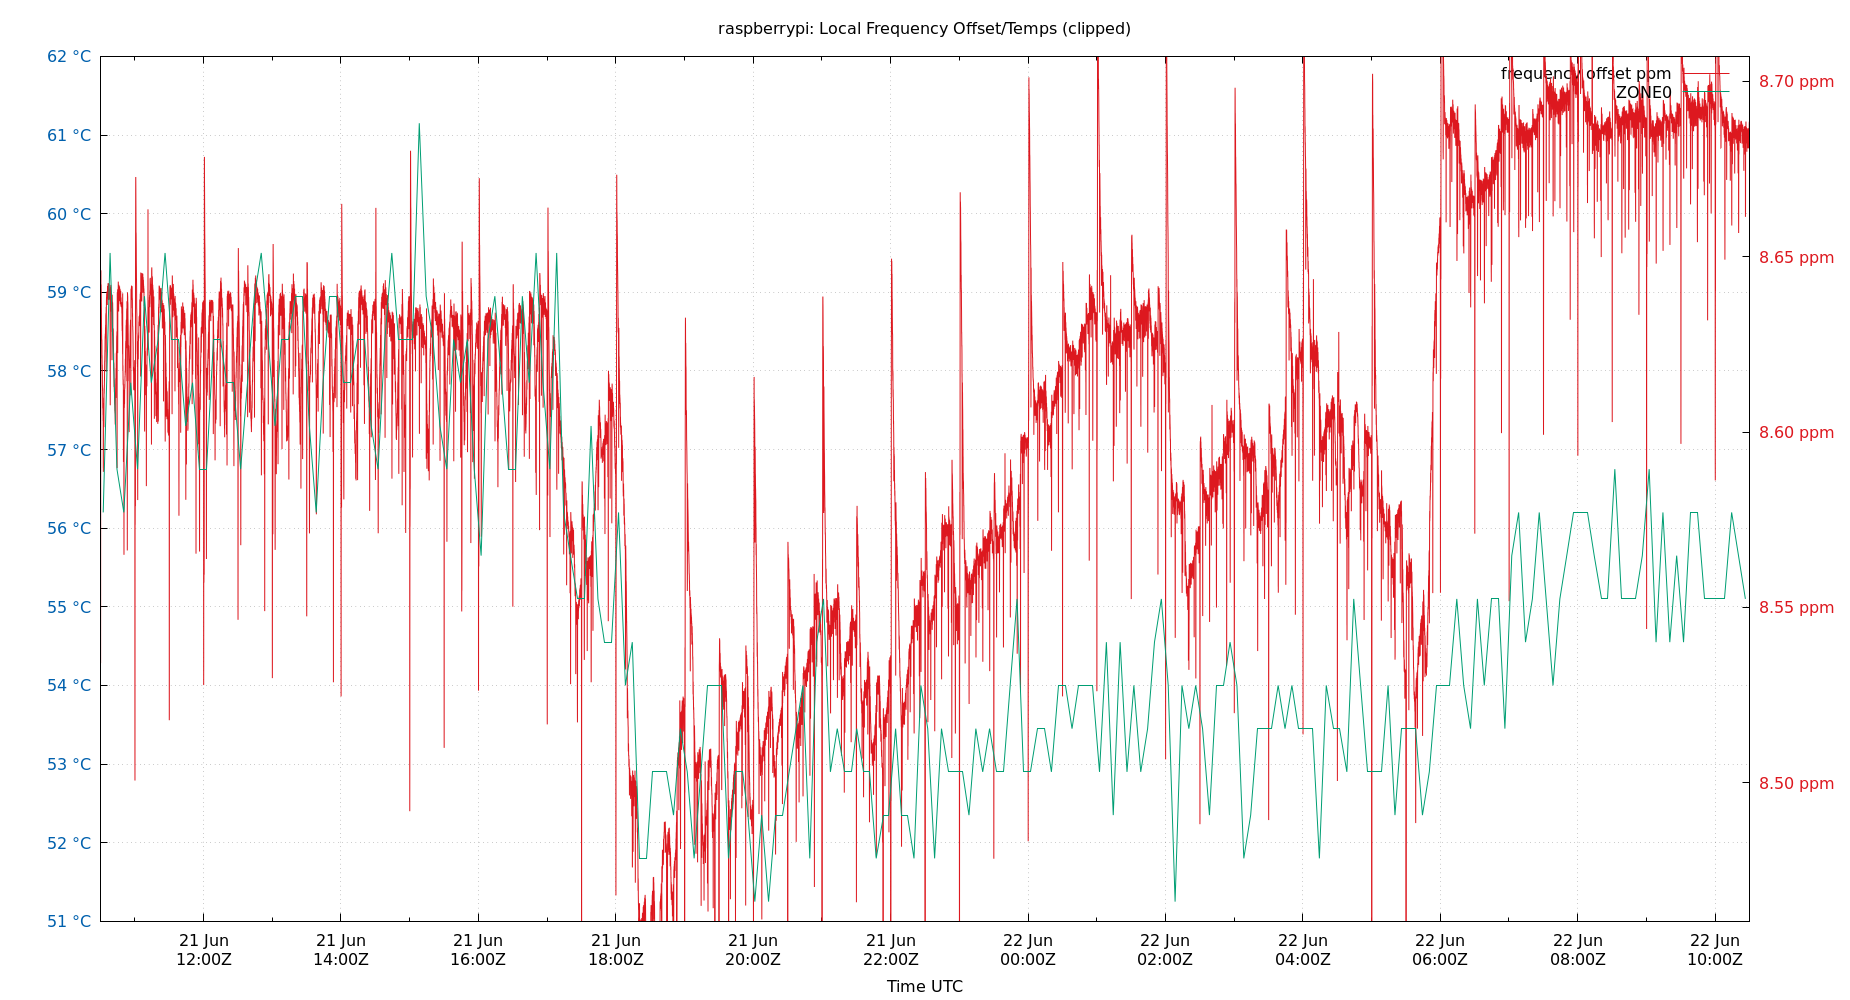 raspberrypi: Local Frequency Offset/Temps (clipped)
62 °C
61 °C
60 °C
59 °C
58 °C
57 °C
56 °C
55 °C
54 °C
53 °C
52 °C
51 °C
frequency offset ppm
ZONE0
8.70 ppm
8.65 ppm
8.60 ppm
8.55 ppm
8.50 ppm
21 Jun
12:00Z
21 Jun
14:00Z
21 Jun
16:00Z
21 Jun
18:00Z
21 Jun
20:00Z
21 Jun
22:00Z
22 Jun
00:00Z
22 Jun
02:00Z
22 Jun
04:00Z
22 Jun
06:00Z
22 Jun
08:00Z
22 Jun
10:00Z
Time UTC